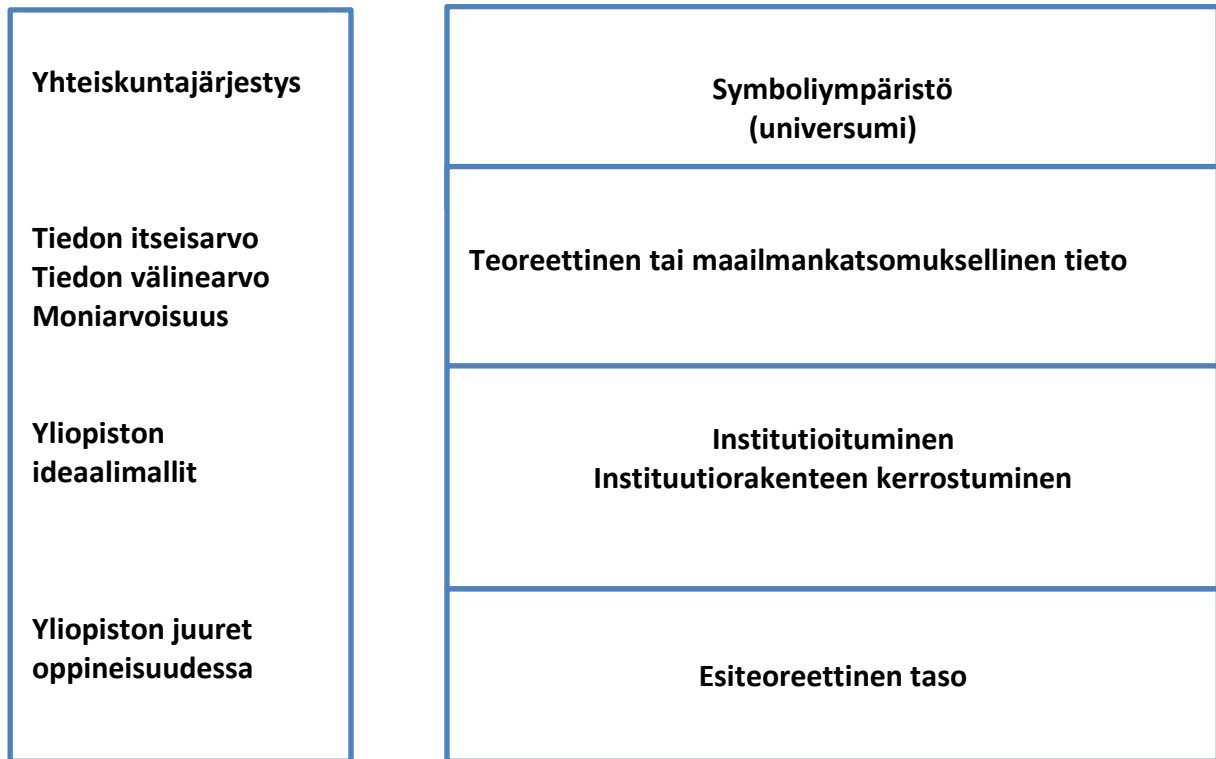 Yhteiskuntajärjestys
Symboliympäristö
(universumi)
Tiedon itseisarvo
Tiedon välinearvo
Moniarvoisuus
Teoreettinen tai maailmankatsomuksellinen tieto
Yliopiston
ideaalimallit
Institutioituminen
Instituutiorakenteen kerrostuminen
Yliopiston juuret
oppineisuudessa
Esiteoreettinen taso